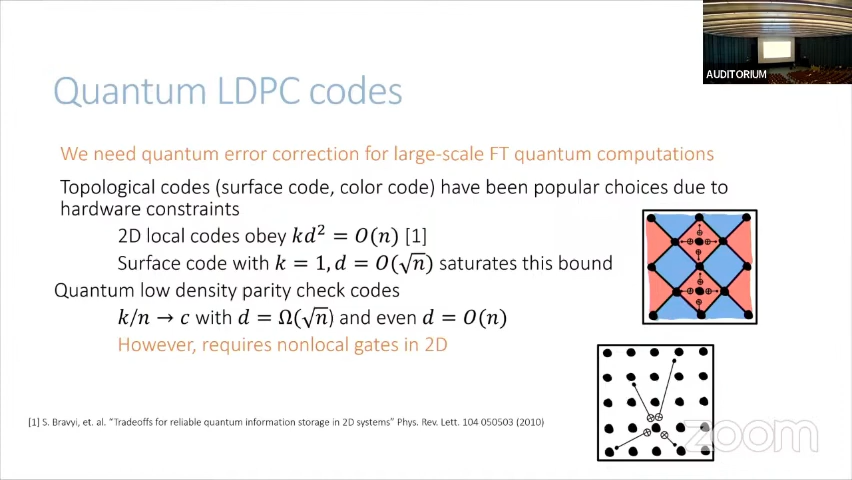 AUDITORIUM
Quantum LDPC codes
We need quantum error correction for large-scale FT quantum computations
Topological codes (surface code, color code) have been popular choices due to
hardware constraints
2D local codes obey kd² = O(n) [1]
Surface code with k = 1, d = O(√n) saturates this bound
Quantum low density parity check codes
k/n → c with d = Ω(√n) and even d = O(n)
However, requires nonlocal gates in 2D
[1] S. Bravyi, et. al. "Tradeoffs for reliable quantum information storage in 2D systems" Phys. Rev. Lett. 104 050503 (2010)
zoom